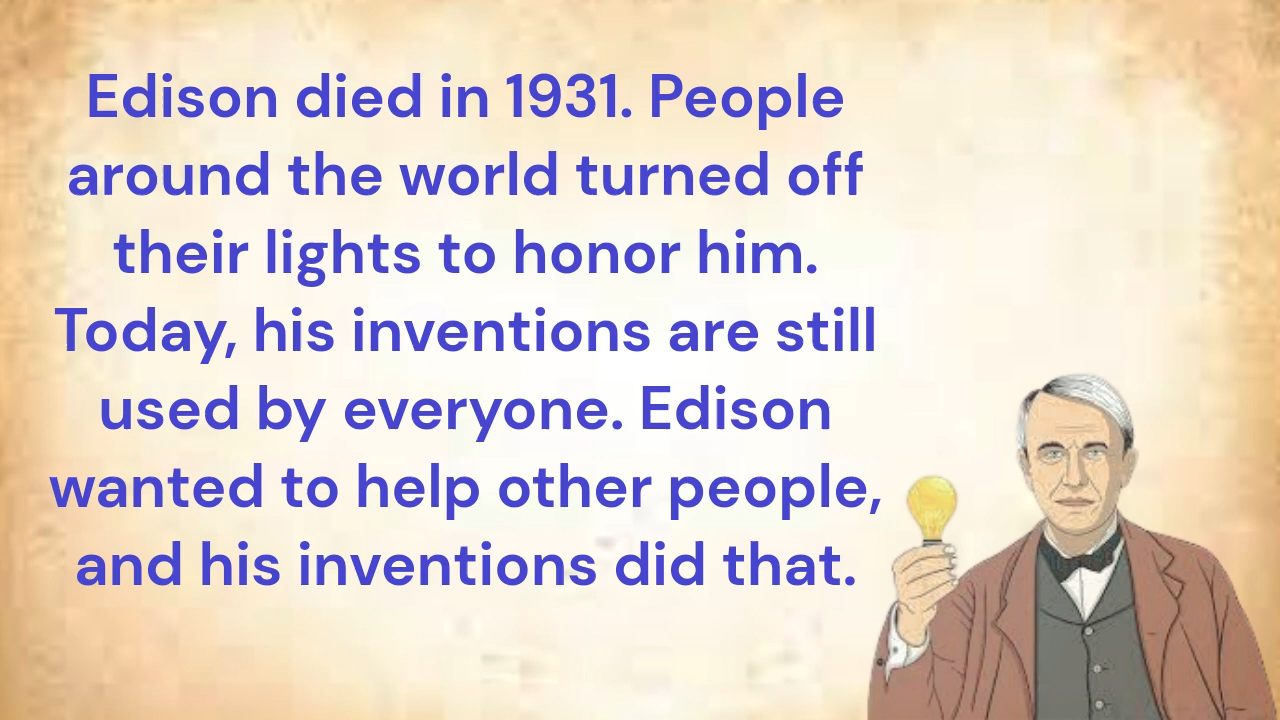 Edison died in 1931. People
around the world turned off
their lights to honor him.
Today, his inventions are still
used by everyone. Edison
wanted to help other people,
and his inventions did that.